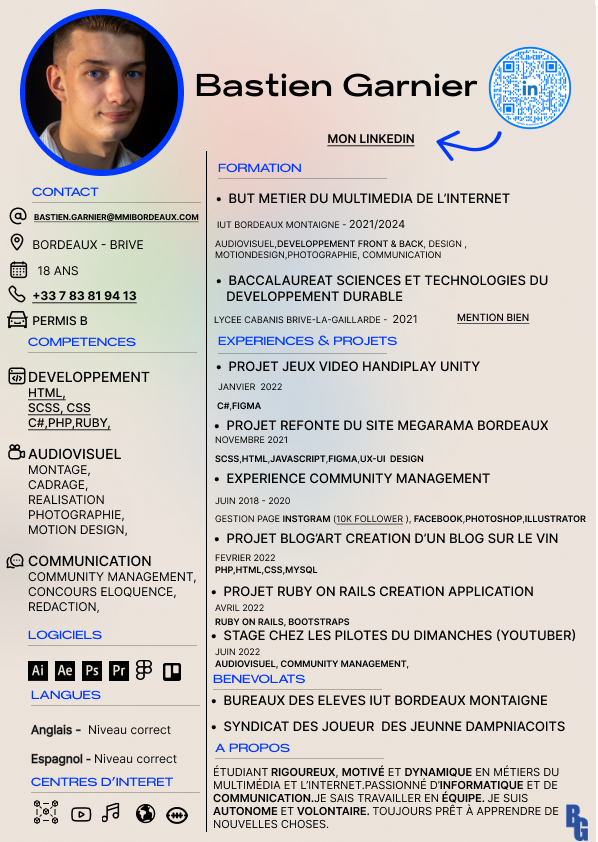 Bastien Garnier
in
MON LINKEDIN
CONTACT
BASTIEN.GARNIER@MMIBORDEAUX.COM
BORDEAUX - BRIVE
18 ANS
+33 7 83 81 94 13
PERMIS B
COMPETENCES
DEVELOPPEMENT
HTML,
SCSS, CSS
C#,PHP,RUBY,
AUDIOVISUEL
MONTAGE,
CADRAGE,
REALISATION
PHOTOGRAPHIE,
MOTION DESIGN,
COMMUNICATION
COMMUNITY MANAGEMENT,
CONCOURS ELOQUENCE,
REDACTION,
LOGICIELS
Ai Ae Ps Pr
LANGUES
Anglais - Niveau correct
Espagnol - Niveau correct
CENTRES D'INTERET
FORMATION
• BUT METIER DU MULTIMEDIA DE L'INTERNET
IUT BORDEAUX MONTAIGNE - 2021/2024
AUDIOVISUEL,DEVELOPPEMENT FRONT & BACK, DESIGN ,
MOTIONDESIGN,PHOTOGRAPHIE, COMMUNICATION
• BACCALAUREAT SCIENCES ET TECHNOLOGIES DU
DEVELOPPEMENT DURABLE
LYCEE CABANIS BRIVE-LA-GAILLARDE - 2021 MENTION BIEN
EXPERIENCES & PROJETS
• PROJET JEUX VIDEO HANDIPLAY UNITY
JANVIER 2022
C#,FIGMA
• PROJET REFONTE DU SITE MEGARAMA BORDEAUX
NOVEMBRE 2021
SCSS,HTML,JAVASCRIPT,FIGMA,UX-UI DESIGN
• EXPERIENCE COMMUNITY MANAGEMENT
JUIN 2018 - 2020
GESTION PAGE INSTGRAM (10K FOLLOWER ), FACEBOOK,PHOTOSHOP,ILLUSTRATOR
• PROJET BLOG'ART CREATION D'UN BLOG SUR LE VIN
FEVRIER 2022
PHP,HTML,CSS,MYSQL
• PROJET RUBY ON RAILS CREATION APPLICATION
AVRIL 2022
RUBY ON RAILS, BOOTSTRAPS
• STAGE CHEZ LES PILOTES DU DIMANCHES (YOUTUBER)
JUIN 2022
AUDIOVISUEL, COMMUNITY MANAGEMENT,
BENEVOLATS
• BUREAUX DES ELEVES IUT BORDEAUX MONTAIGNE
• SYNDICAT DES JOUEUR DES JEUNNE DAMPNIACOITS
A PROPOS
ÉTUDIANT RIGOUREUX, MOTIVÉ ET DYNAMIQUE EN MÉTIERS DU
MULTIMÉDIA ET L'INTERNET.PASSIONNÉ D'INFORMATIQUE ET DE
COMMUNICATION.JE SAIS TRAVAILLER EN ÉQUIPE. JE SUIS
AUTONOME ET VOLONTAIRE. TOUJOURS PRÊT À APPRENDRE DE
NOUVELLES CHOSES.
BG